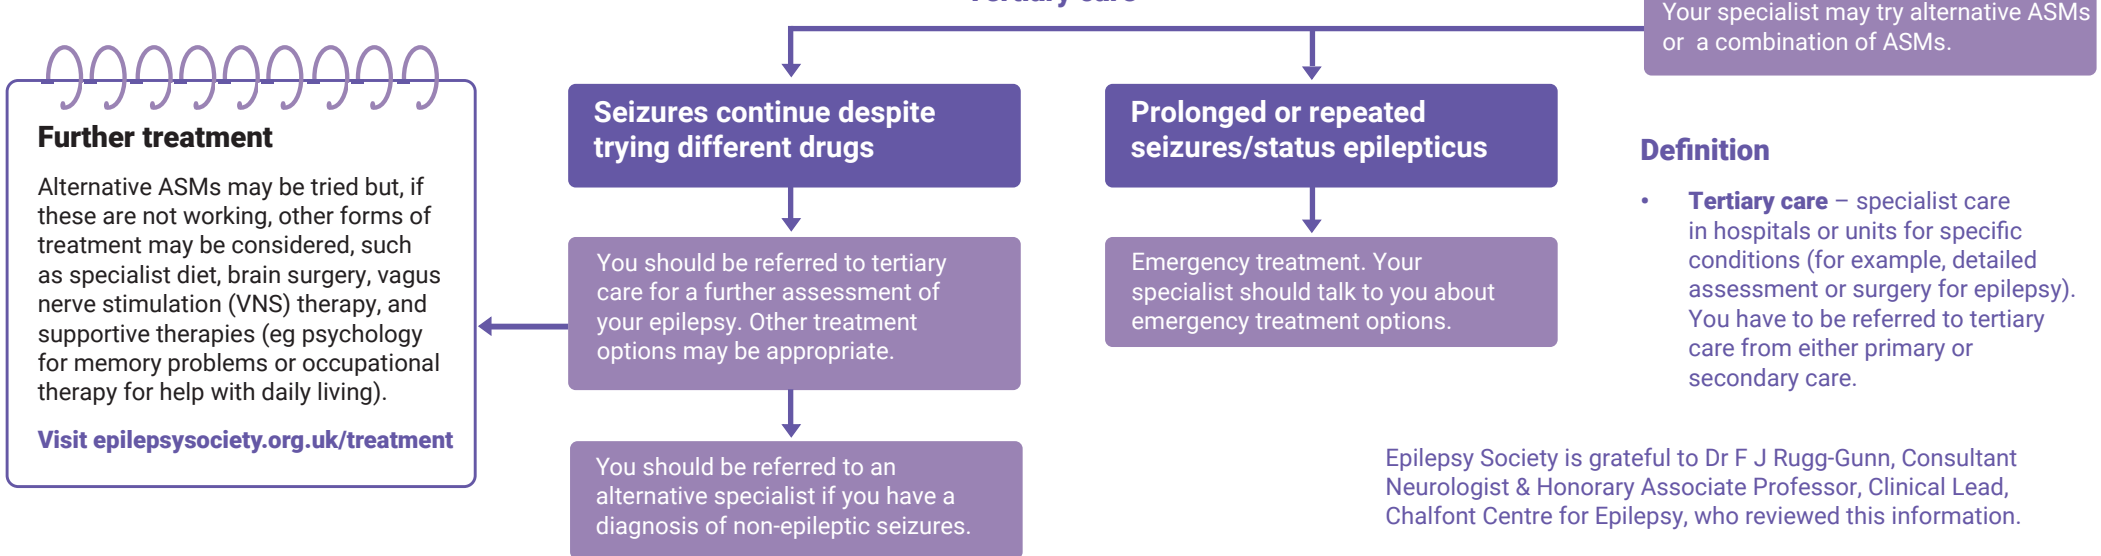 Tertiary care
Your specialist may try alternative ASMs
or a combination of ASMs.
Further treatment
Alternative ASMs may be tried but, if
these are not working, other forms of
treatment may be considered, such
as specialist diet, brain surgery, vagus
nerve stimulation (VNS) therapy, and
supportive therapies (eg psychology
for memory problems or occupational
therapy for help with daily living).
Visit epilepsysociety.org.uk/treatment
Seizures continue despite
trying different drugs
You should be referred to tertiary
care for a further assessment of
your epilepsy. Other treatment
options may be appropriate.
You should be referred to an
alternative specialist if you have a
diagnosis of non-epileptic seizures.
Prolonged or repeated
seizures/status epilepticus
Emergency treatment. Your
specialist should talk to you about
emergency treatment options.
Definition
• Tertiary care – specialist care
in hospitals or units for specific
conditions (for example, detailed
assessment or surgery for epilepsy).
You have to be referred to tertiary
care from either primary or
secondary care.
Epilepsy Society is grateful to Dr F J Rugg-Gunn, Consultant
Neurologist & Honorary Associate Professor, Clinical Lead,
Chalfont Centre for Epilepsy, who reviewed this information.